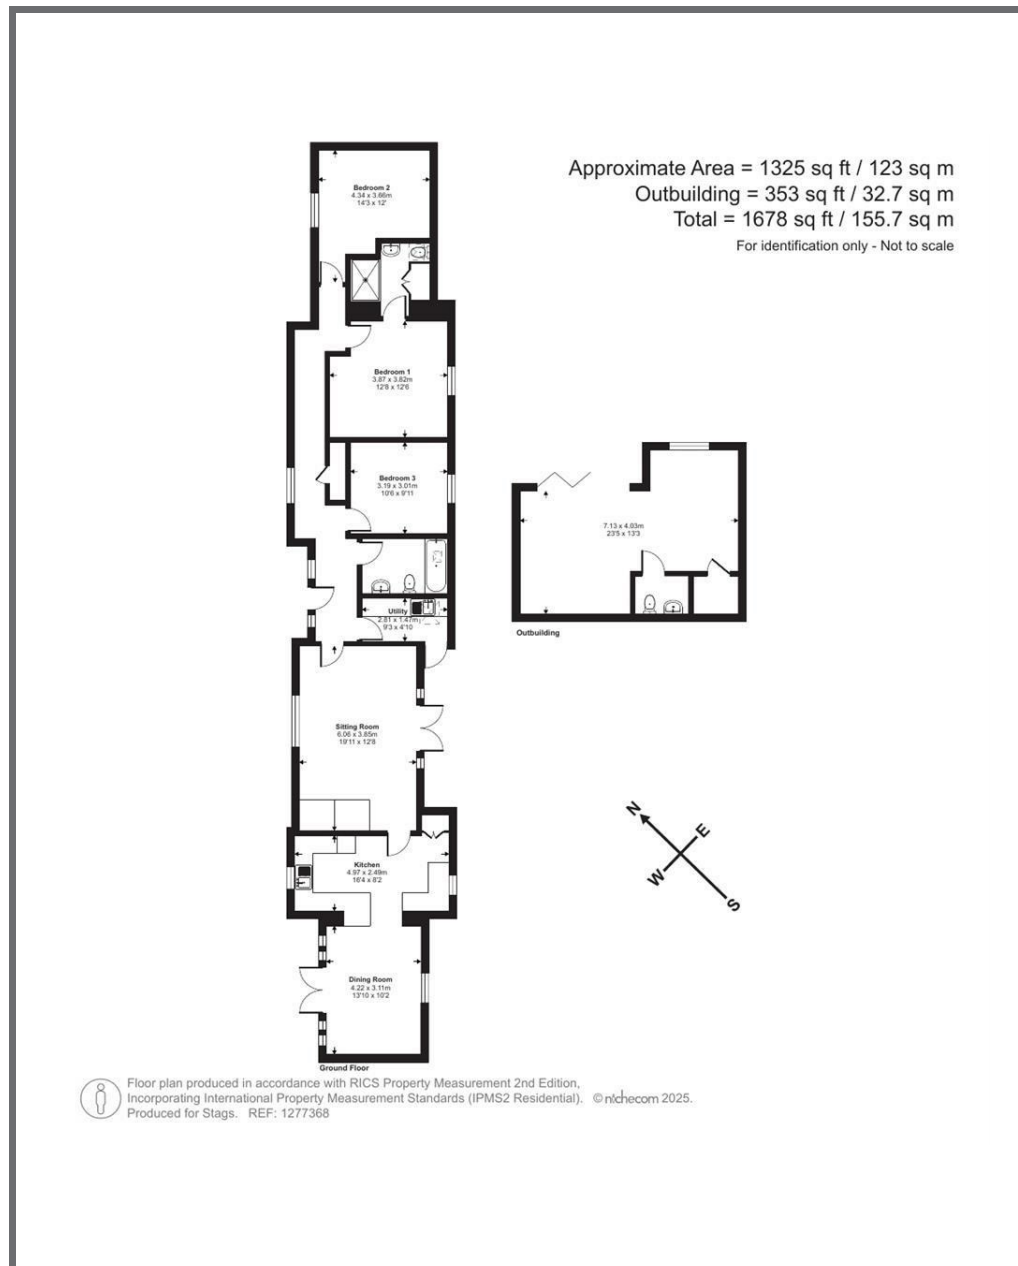 Approximate Area = 1325 sq ft / 123 sq m
Outbuilding = 353 sq ft / 32.7 sq m
Total = 1678 sq ft / 155.7 sq m
For identification only - Not to scale
Bedroom 2
4.34 x 3.66m
14'3 x 12'
Bedroom 1
3.87 x 3.82m
12'8 x 12'6
Bedroom 3
3.19 x 3.01m
10'6 x 9'11
7.13 x 4.03m
23'5 x 13'3
Outbuilding
Utility
2.81 x 1.47m
9'3 x 4'10
Sitting Room
6.06 x 3.85m
19'11 x 12'8
N
E
W
S
Kitchen
4.97 x 2.49m
16'4 x 8'2
Dining Room
4.22 x 3.11m
13'10 x 10'2
Ground Floor
Floor plan produced in accordance with RICS Property Measurement 2nd Edition,
Incorporating International Property Measurement Standards (IPMS2 Residential). © nichecom 2025.
Produced for Stags. REF: 1277368